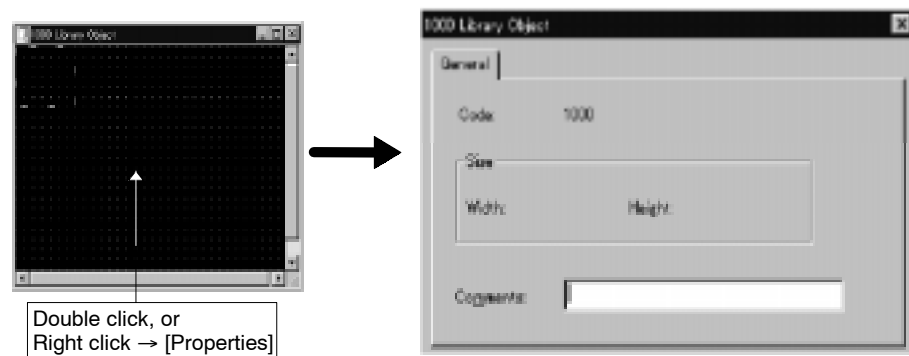 1000 Library Object
Double click, or
Right click → [Properties]
1000 Library Object
General
Code: 1000
Size
Width: Height:
Comments: